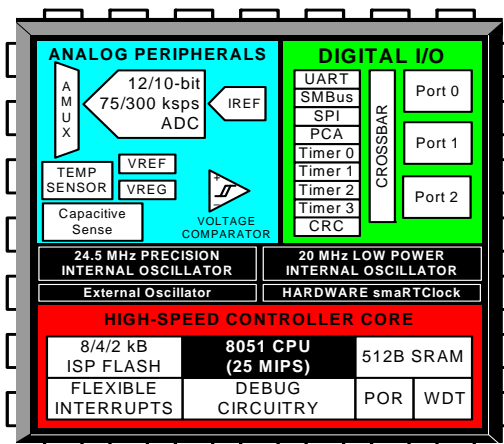 ANALOG PERIPHERALS
AMUX
12/10-bit
75/300 ksps
ADC
IREF
TEMP
SENSOR
VREF
VREG
Capacitive
Sense
+
–
VOLTAGE
COMPARATOR
DIGITAL I/O
UART
SMBus
SPI
PCA
Timer 0
Timer 1
Timer 2
Timer 3
CRC
CROSSBAR
Port 0
Port 1
Port 2
24.5 MHz PRECISION
INTERNAL OSCILLATOR
20 MHz LOW POWER
INTERNAL OSCILLATOR
External Oscillator
HARDWARE smaRTClock
HIGH-SPEED CONTROLLER CORE
8/4/2 kB
ISP FLASH
8051 CPU
(25 MIPS)
512B SRAM
FLEXIBLE
INTERRUPTS
DEBUG
CIRCUITRY
POR
WDT